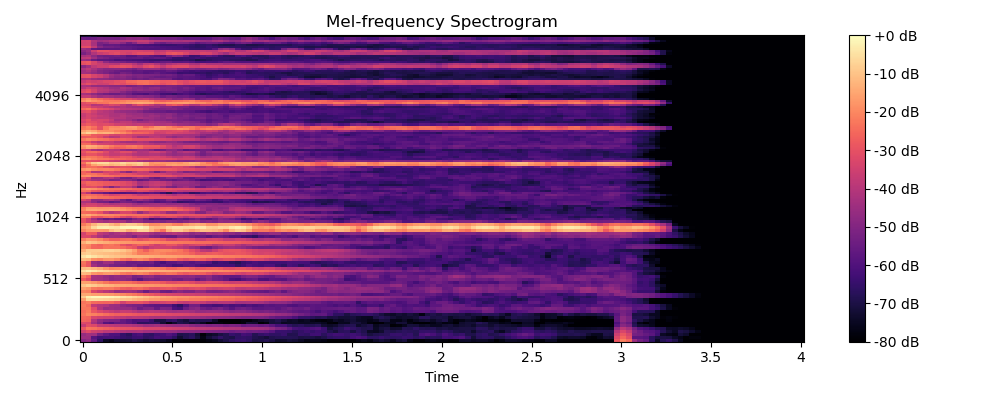 Mel-frequency Spectrogram
Hz
4096
2048
1024
512
0
0 0.5 1 1.5 2 2.5 3 3.5 4
Time
+0 dB
-10 dB
-20 dB
-30 dB
-40 dB
-50 dB
-60 dB
-70 dB
-80 dB